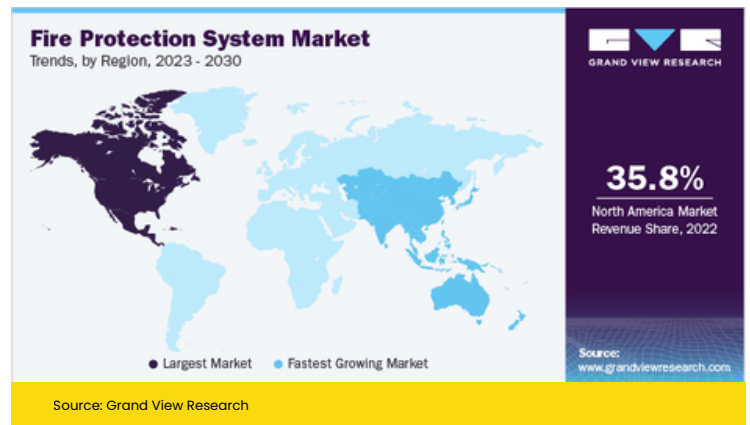 Fire Protection System Market
Trends, by Region, 2023 - 2030
GRAND VIEW RESEARCH
35.8%
North America Market
Revenue Share, 2022
Largest Market
Fastest Growing Market
Source:
www.grandviewresearch.com
Source: Grand View Research